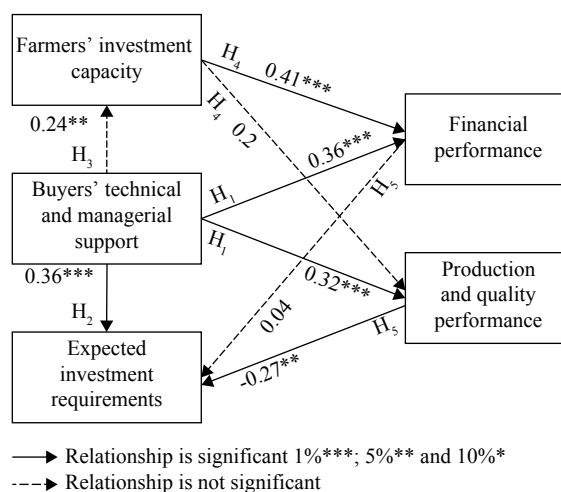 Farmers' investment
capacity
H4 0.41***
H4 0.2
0.24**
H3
0.36***
H5
Financial
performance
Buyers' technical
and managerial
support
H1
H1
0.32***
Production
and quality
performance
0.36***
H2
0.04
H5
-0.27**
Expected
investment
requirements
Relationship is significant 1%***; 5%** and 10%*
Relationship is not significant